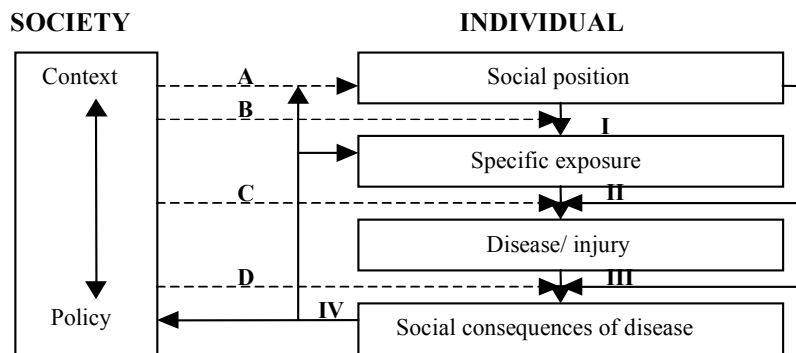 SOCIETY
INDIVIDUAL
Context
A
Social position
B
I
Specific exposure
C
II
Disease/ injury
D
III
Policy
IV
Social consequences of disease